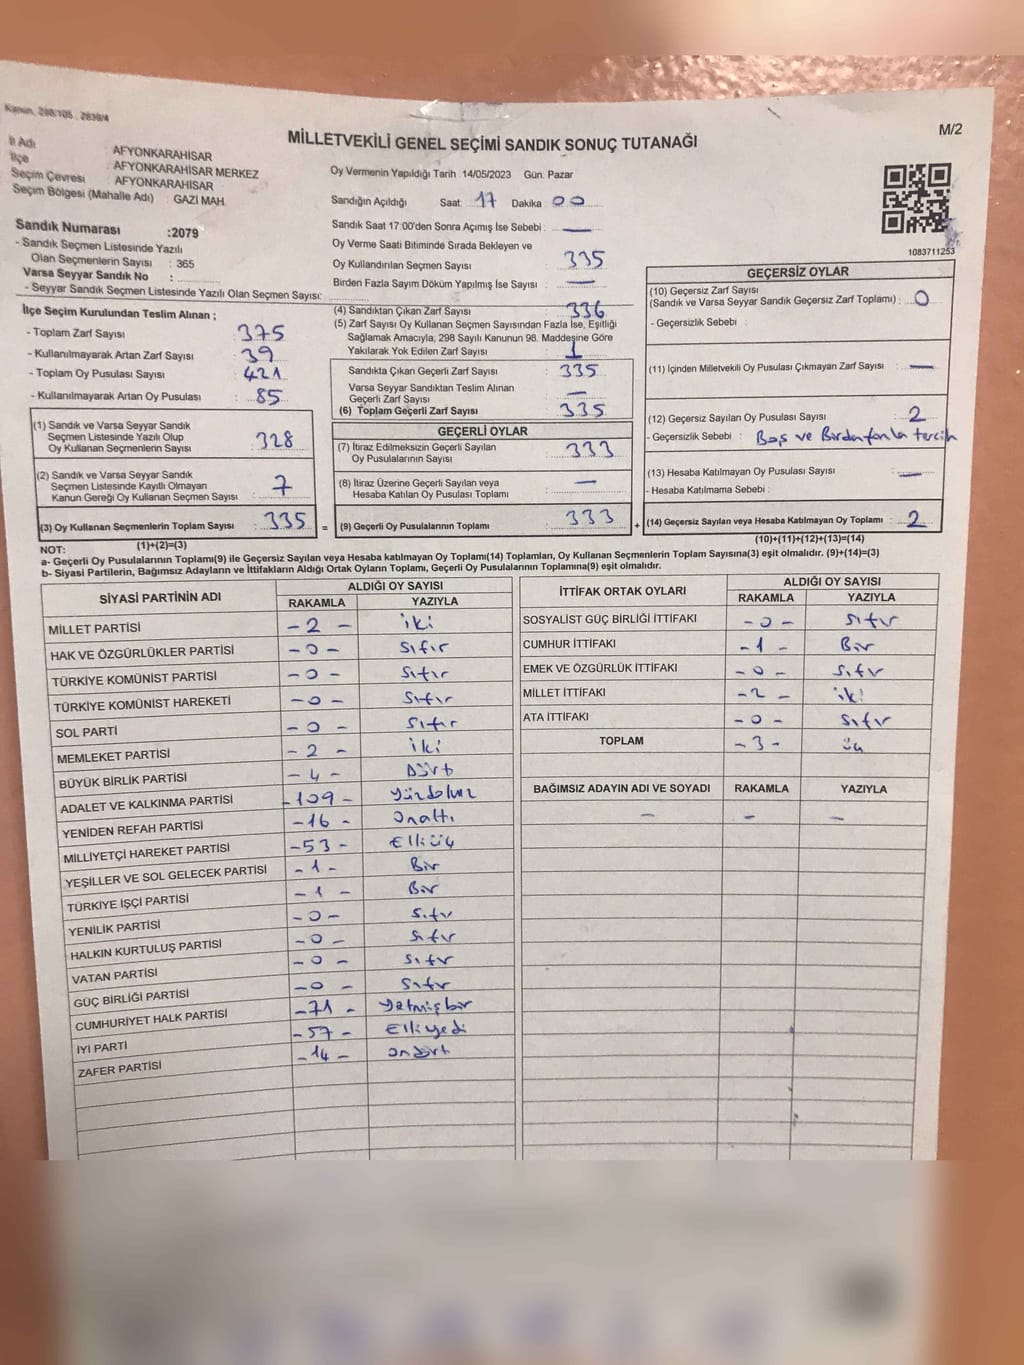 Kanun, 298/105 , 2839/4
M/2
MİLLETVEKİLİ GENEL SEÇİMİ SANDIK SONUÇ TUTANAĞI
İl Adı : AFYONKARAHİSAR
İlçe : AFYONKARAHİSAR MERKEZ
Seçim Çevresi : AFYONKARAHİSAR
Seçim Bölgesi (Mahalle Adı) : GAZİ MAH.
Sandık Numarası :2079
- Sandık Seçmen Listesinde Yazılı
Olan Seçmenlerin Sayısı : 365
Varsa Seyyar Sandık No :
- Seyyar Sandık Seçmen Listesinde Yazılı Olan Seçmen Sayısı:
Oy Vermenin Yapıldığı Tarih :14/05/2023 Gün: Pazar
Sandığın Açıldığı Saat : 17 Dakika : 00
Sandık Saat 17:00'den Sonra Açımış İse Sebebi : —
Oy Verme Saati Bitiminde Sırada Bekleyen ve
Oy Kullandırılan Seçmen Sayısı : 335
Birden Fazla Sayım Döküm Yapılmış İse Sayısı : —
1083711253
İlçe Seçim Kurulundan Teslim Alınan ;
- Toplam Zarf Sayısı : 375
- Kullanılmayarak Artan Zarf Sayısı : 39
- Toplam Oy Pusulası Sayısı : 421
- Kullanılmayarak Artan Oy Pusulası : 85
(1) Sandık ve Varsa Seyyar Sandık
Seçmen Listesinde Yazılı Olup
Oy Kullanan Seçmenlerin Sayısı : 328
(2) Sandık ve Varsa Seyyar Sandık
Seçmen Listesinde Kayıtlı Olmayan
Kanun Gereği Oy Kullanan Seçmen Sayısı : 7
(3) Oy Kullanan Seçmenlerin Toplam Sayısı : 335 =
(1)+(2)=(3)
(4) Sandıktan Çıkan Zarf Sayısı : 336
(5) Zarf Sayısı Oy Kullanan Seçmen Sayısından Fazla İse, Eşitliği
Sağlamak Amacıyla; 298 Sayılı Kanunun 98. Maddesine Göre
Yakılarak Yok Edilen Zarf Sayısı : 1
Sandıkta Çıkan Geçerli Zarf Sayısı : 335
Varsa Seyyar Sandıktan Teslim Alınan
Geçerli Zarf Sayısı : —
(6) Toplam Geçerli Zarf Sayısı : 335
GEÇERLİ OYLAR
(7) İtiraz Edilmeksizin Geçerli Sayılan
Oy Pusulalarının Sayısı : 333
(8) İtiraz Üzerine Geçerli Sayılan veya
Hesaba Katılan Oy Pusulası Toplamı : —
(9) Geçerli Oy Pusulalarının Toplamı : 333 +
GEÇERSİZ OYLAR
(10) Geçersiz Zarf Sayısı
(Sandık ve Varsa Seyyar Sandık Geçersiz Zarf Toplamı) : 0
- Geçersizlik Sebebi :
(11) İçinden Milletvekili Oy Pusulası Çıkmayan Zarf Sayısı : —
(12) Geçersiz Sayılan Oy Pusulası Sayısı : 2
- Geçersizlik Sebebi : Boş ve Birden fazla tercih
(13) Hesaba Katılmayan Oy Pusulası Sayısı : —
- Hesaba Katılmama Sebebi :
(14) Geçersiz Sayılan veya Hesaba Katılmayan Oy Toplamı : 2
(10)+(11)+(12)+(13)=(14)
NOT:
a- Geçerli Oy Pusulalarının Toplamı(9) ile Geçersiz Sayılan veya Hesaba katılmayan Oy Toplamı(14) Toplamları, Oy Kullanan Seçmenlerin Toplam Sayısına(3) eşit olmalıdır. (9)+(14)=(3)
b- Siyasi Partilerin, Bağımsız Adayların ve İttifakların Aldığı Ortak Oyların Toplamı, Geçerli Oy Pusulalarının Toplamına(9) eşit olmalıdır.
SİYASİ PARTİNİN ADI ALDIĞI OY SAYISI
RAKAMLA YAZIYLA
MİLLET PARTİSİ -2- iki
HAK VE ÖZGÜRLÜKLER PARTİSİ -0- Sıfır
TÜRKİYE KOMÜNİST PARTİSİ -0- Sıfır
TÜRKİYE KOMÜNİST HAREKETİ -0- Sıfır
SOL PARTİ -0- Sıfır
MEMLEKET PARTİSİ -2- iki
BÜYÜK BİRLİK PARTİSİ -4- Dört
ADALET VE KALKINMA PARTİSİ -109- Yüzdokuz
YENİDEN REFAH PARTİSİ -16- Onaltı
MİLLİYETÇİ HAREKET PARTİSİ -53- Elliüç
YEŞİLLER VE SOL GELECEK PARTİSİ -1- Bir
TÜRKİYE İŞÇİ PARTİSİ -1- Bir
YENİLİK PARTİSİ -0- Sıfır
HALKIN KURTULUŞ PARTİSİ -0- Sıfır
VATAN PARTİSİ -0- Sıfır
GÜÇ BİRLİĞİ PARTİSİ -0- Sıfır
CUMHURİYET HALK PARTİSİ -71- Yetmişbir
İYİ PARTİ -57- Elliyedi
ZAFER PARTİSİ -14- Ondört
İTTİFAK ORTAK OYLARI ALDIĞI OY SAYISI
RAKAMLA YAZIYLA
SOSYALİST GÜÇ BİRLİĞİ İTTİFAKI -0- Sıfır
CUMHUR İTTİFAKI -1- Bir
EMEK VE ÖZGÜRLÜK İTTİFAKI -0- Sıfır
MİLLET İTTİFAKI -2- iki
ATA İTTİFAKI -0- Sıfır
TOPLAM -3- üç
BAĞIMSIZ ADAYIN ADI VE SOYADI RAKAMLA YAZIYLA
— — —